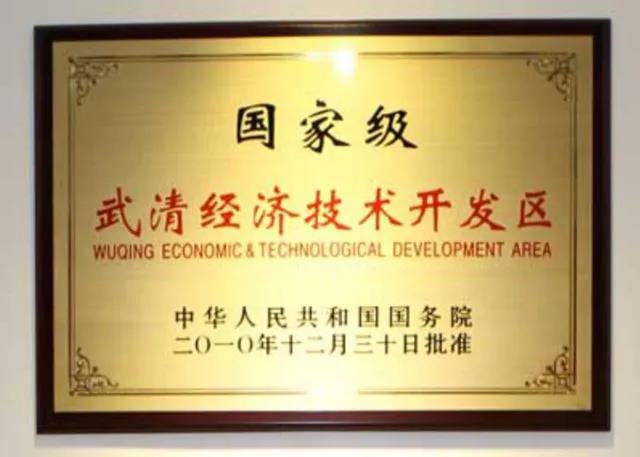 国家级
武清经济技术开发区
WUQING ECONOMIC & TECHNOLOGICAL DEVELOPMENT AREA
中华人民共和国国务院
二〇一〇年十二月三十日批准